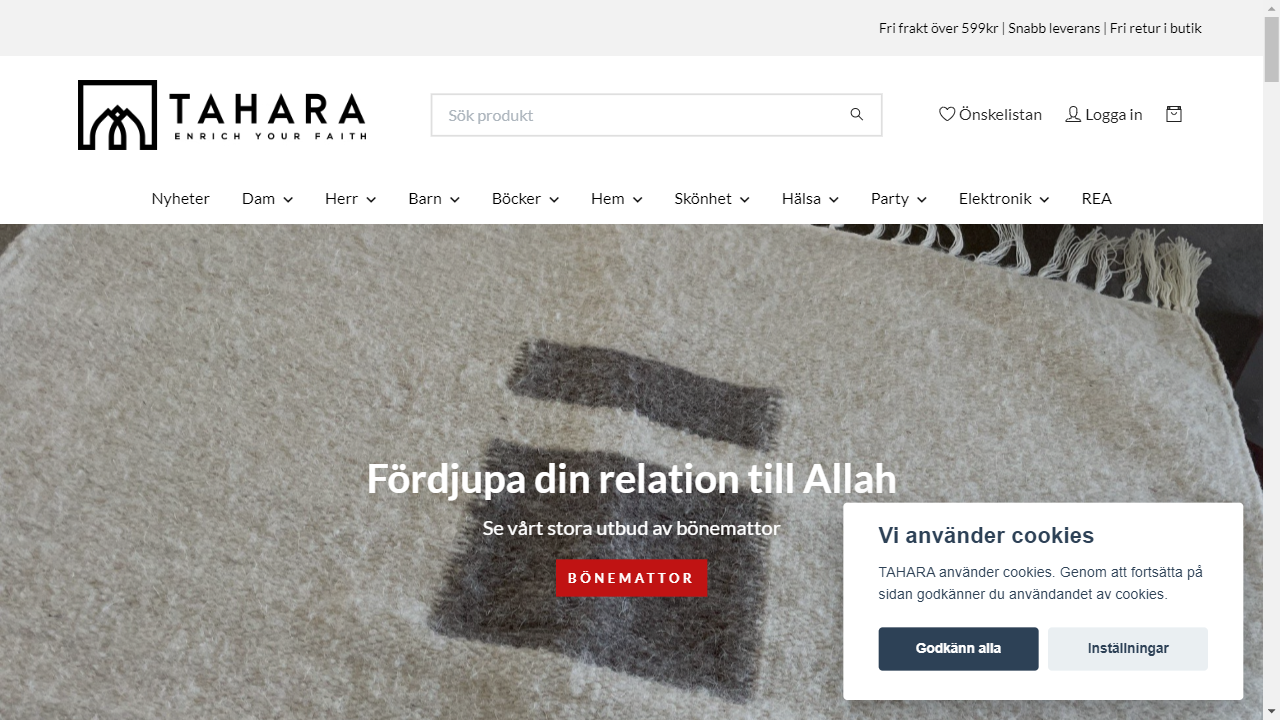 Fri frakt över 599kr | Snabb leverans | Fri retur i butik
TAHARA
ENRICH YOUR FAITH
Sök produkt
Önskelistan
Logga in
Nyheter Dam Herr Barn Böcker Hem Skönhet Hälsa Party Elektronik REA
Fördjupa din relation till Allah
Se vårt stora utbud av bönemattor
BÖNEMATTOR
Vi använder cookies
TAHARA använder cookies. Genom att fortsätta på
sidan godkänner du användandet av cookies.
Godkänn alla
Inställningar